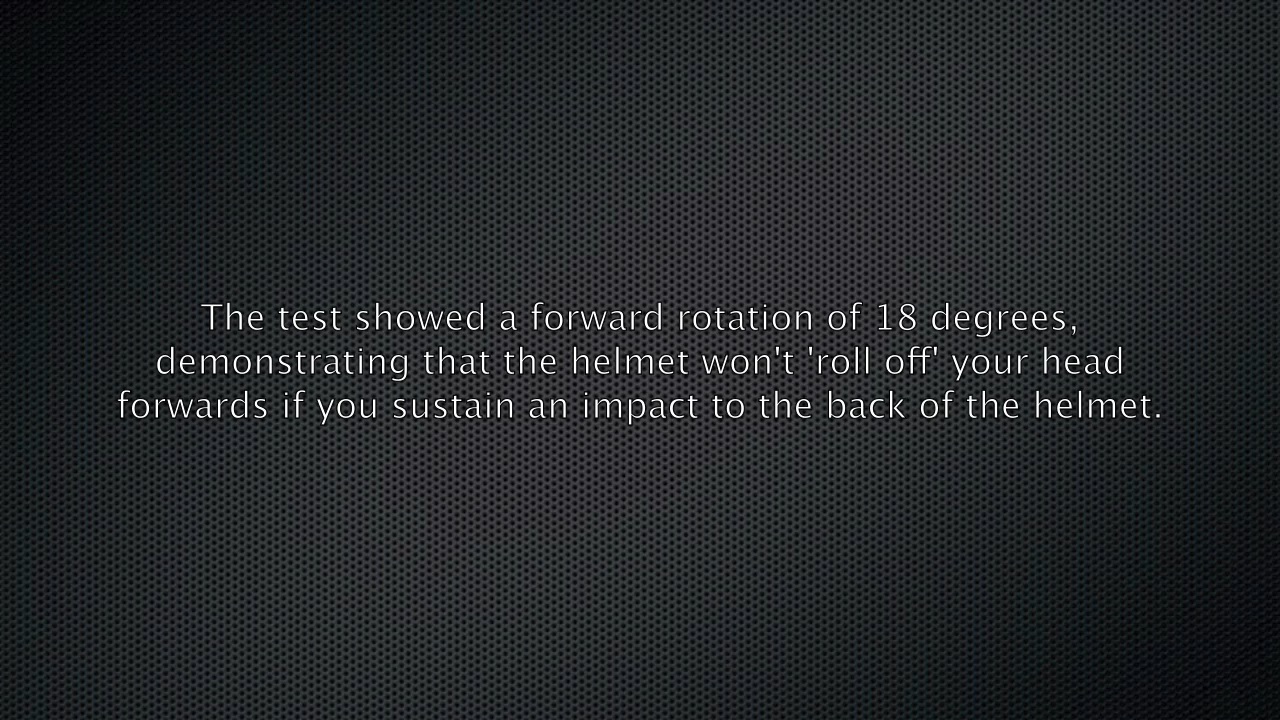 The test showed a forward rotation of 18 degrees,
demonstrating that the helmet won't 'roll off' your head
forwards if you sustain an impact to the back of the helmet.